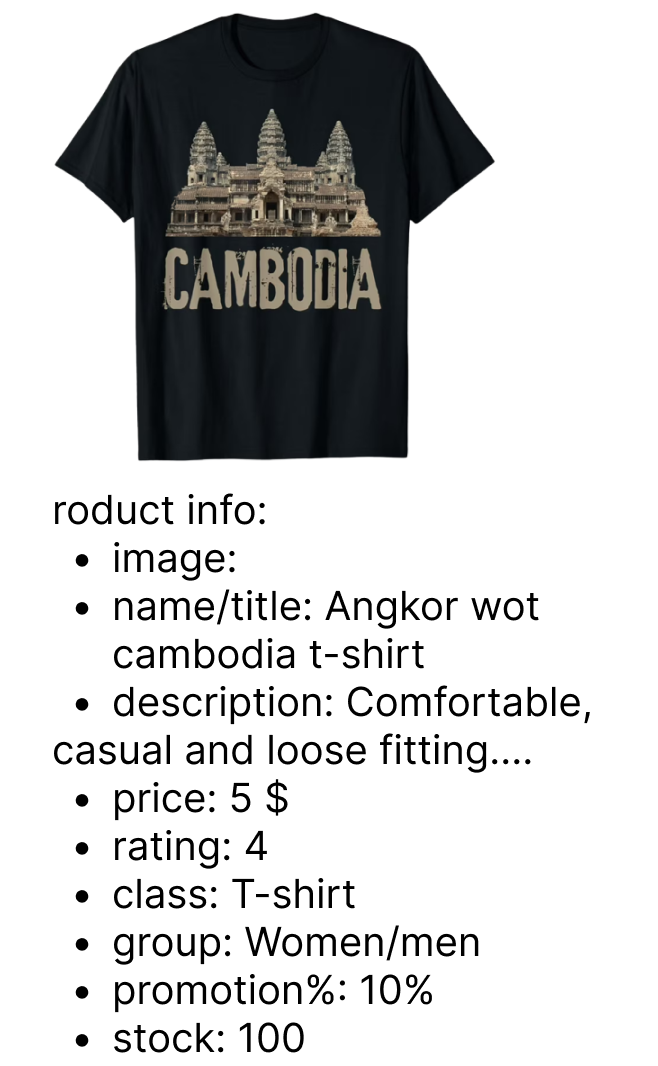 CAMBODIA
roduct info:
• image:
• name/title: Angkor wot
cambodia t-shirt
• description: Comfortable,
casual and loose fitting....
• price: 5 $
• rating: 4
• class: T-shirt
• group: Women/men
• promotion%: 10%
• stock: 100